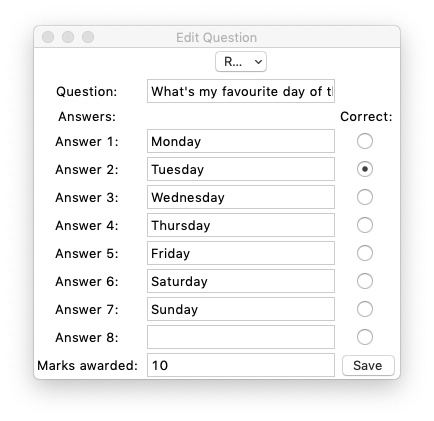 Edit Question
R...
Question: What's my favourite day of t
Answers: Correct:
Answer 1: Monday
Answer 2: Tuesday
Answer 3: Wednesday
Answer 4: Thursday
Answer 5: Friday
Answer 6: Saturday
Answer 7: Sunday
Answer 8:
Marks awarded: 10 Save